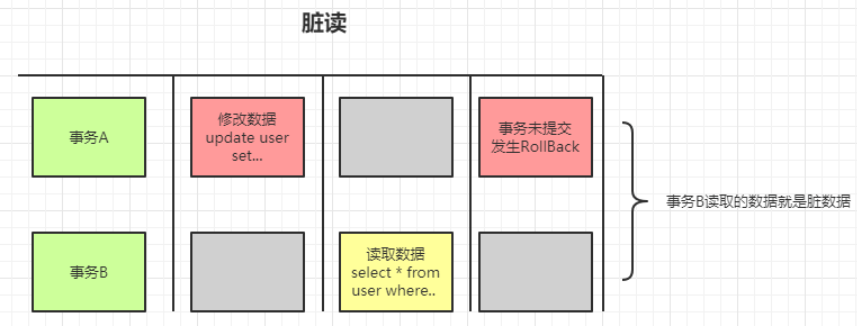 脏读
事务A
修改数据
update user
set...
事务未提交
发生RollBack
事务B读取的数据就是脏数据
事务B
读取数据
select * from
user where..